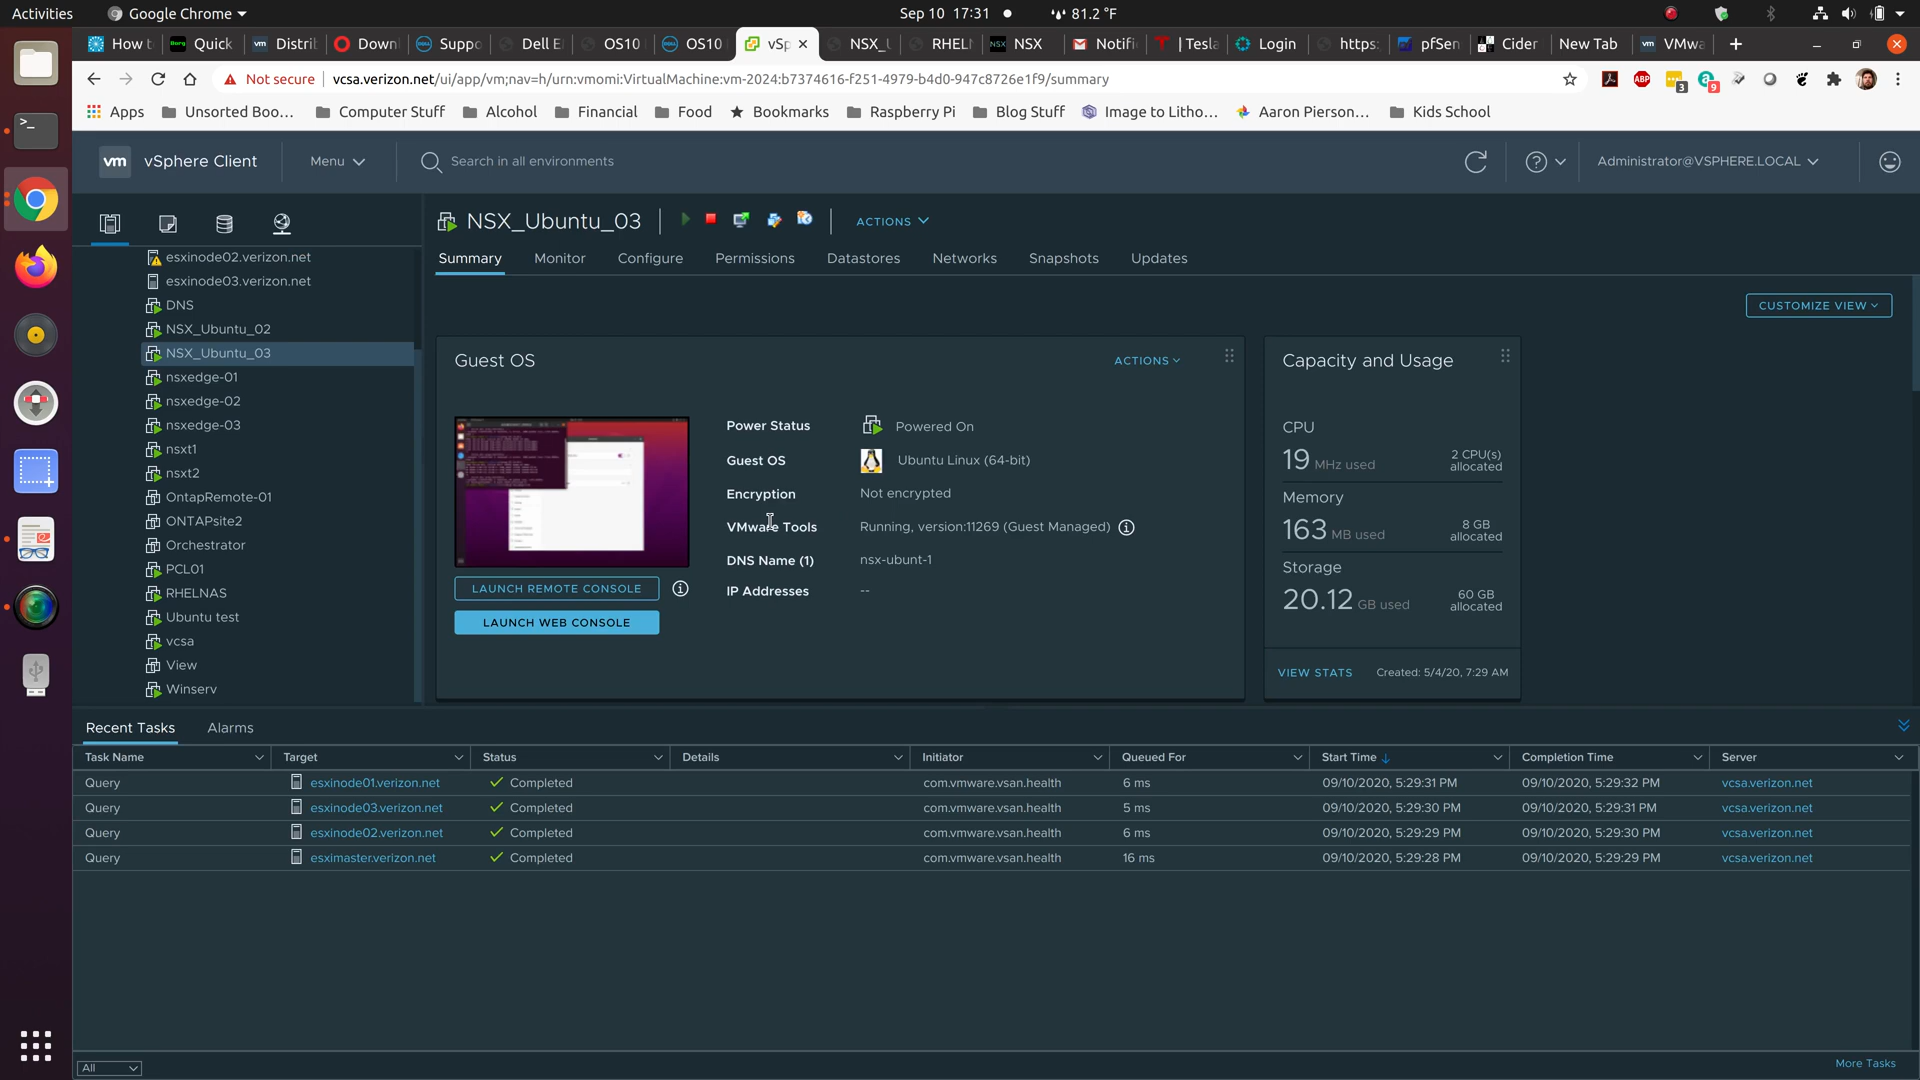 Activities
Google Chrome
Sep 10 17:31
81.2 °F
How t
Quick
Distri
Down
Suppo
Dell E
OS10
OS10
vSp
NSX_U
RHELN
NSX
Notifi
| Tesla
Login
https:
pfSen
Cider
New Tab
VMwa
Not secure
vcsa.verizon.net/ui/app/vm;nav=h/urn:vmomi:VirtualMachine:vm-2024:b7374616-f251-4979-b4d0-947c8726e1f9/summary
ABP
3
9
Apps
Unsorted Boo...
Computer Stuff
Alcohol
Financial
Food
Bookmarks
Raspberry Pi
Blog Stuff
Image to Litho...
Aaron Pierson...
Kids School
vm
vSphere Client
Menu
Search in all environments
Administrator@VSPHERE.LOCAL
NSX_Ubuntu_03
ACTIONS
Summary
Monitor
Configure
Permissions
Datastores
Networks
Snapshots
Updates
CUSTOMIZE VIEW
esxinode02.verizon.net
esxinode03.verizon.net
DNS
NSX_Ubuntu_02
NSX_Ubuntu_03
nsxedge-01
nsxedge-02
nsxedge-03
nsxt1
nsxt2
OntapRemote-01
ONTAPsite2
Orchestrator
PCL01
RHELNAS
Ubuntu test
vcsa
View
Winserv
Guest OS
ACTIONS
Power Status
Powered On
Guest OS
Ubuntu Linux (64-bit)
Encryption
Not encrypted
VMware Tools
Running, version:11269 (Guest Managed)
DNS Name (1)
nsx-ubunt-1
IP Addresses
--
LAUNCH REMOTE CONSOLE
LAUNCH WEB CONSOLE
Capacity and Usage
CPU
19 MHz used
2 CPU(s)
allocated
Memory
163 MB used
8 GB
allocated
Storage
20.12 GB used
60 GB
allocated
VIEW STATS
Created: 5/4/20, 7:29 AM
Recent Tasks
Alarms
Task Name Target Status Details Initiator Queued For Start Time Completion Time Server
Query esxinode01.verizon.net Completed com.vmware.vsan.health 6 ms 09/10/2020, 5:29:31 PM 09/10/2020, 5:29:32 PM vcsa.verizon.net
Query esxinode03.verizon.net Completed com.vmware.vsan.health 5 ms 09/10/2020, 5:29:30 PM 09/10/2020, 5:29:31 PM vcsa.verizon.net
Query esxinode02.verizon.net Completed com.vmware.vsan.health 6 ms 09/10/2020, 5:29:29 PM 09/10/2020, 5:29:30 PM vcsa.verizon.net
Query esximaster.verizon.net Completed com.vmware.vsan.health 16 ms 09/10/2020, 5:29:28 PM 09/10/2020, 5:29:29 PM vcsa.verizon.net
All
More Tasks